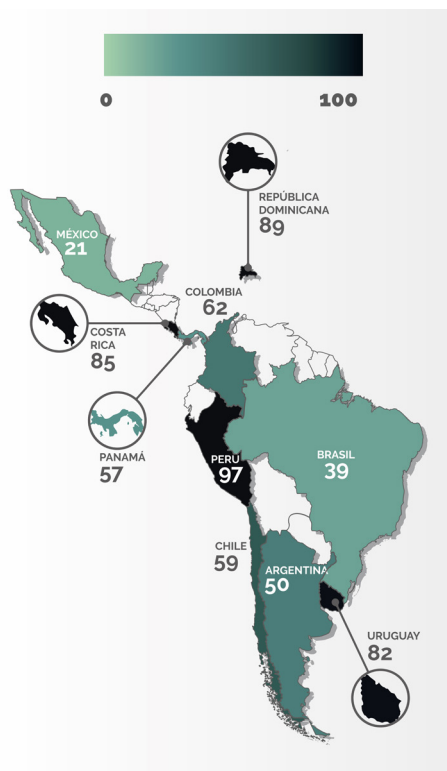 0
100
REPÚBLICA
DOMINICANA
89
MÉXICO
21
COLOMBIA
62
COSTA
RICA
85
PANAMÁ
57
PERÚ
97
BRASIL
39
CHILE
59
ARGENTINA
50
URUGUAY
82